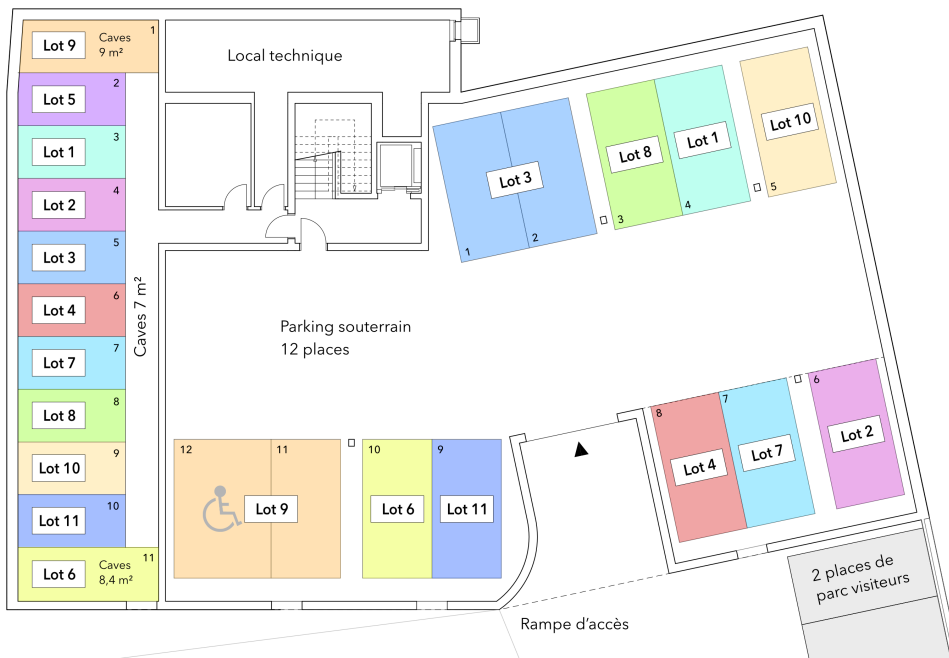 1
Lot 9
Caves
9 m²
2
Lot 5
3
Lot 1
4
Lot 2
5
Lot 3
6
Lot 4
7
Lot 7
8
Lot 8
9
Lot 10
10
Lot 11
11
Lot 6
Caves
8,4 m²
Caves 7 m²
Local technique
Parking souterrain
12 places
Lot 3
1
2
Lot 8
3
Lot 1
4
Lot 10
5
6
Lot 2
7
Lot 7
8
Lot 4
9
Lot 11
10
Lot 6
11
12
Lot 9
Rampe d’accès
2 places de
parc visiteurs